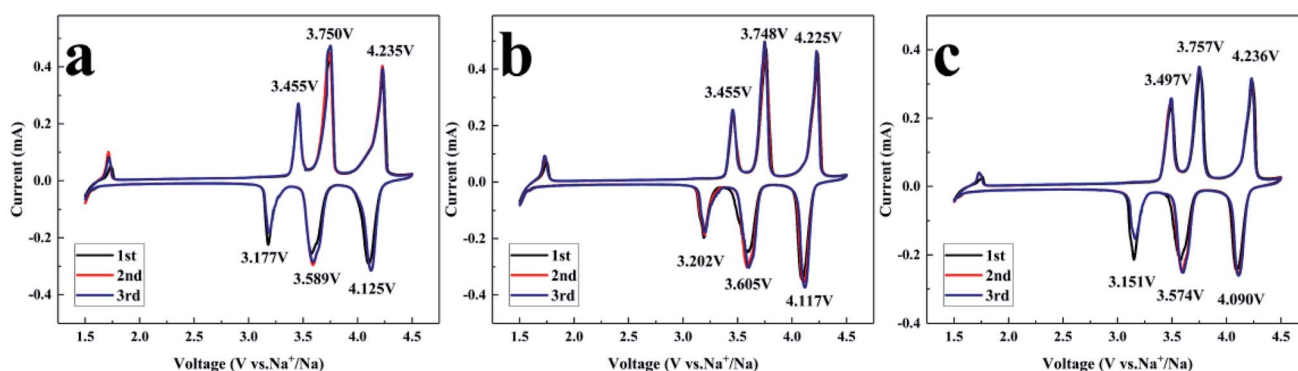 a
3.750V
4.235V
3.455V
3.177V
3.589V
4.125V
1st
2nd
3rd
0.4
0.2
0.0
-0.2
-0.4
1.5 2.0 2.5 3.0 3.5 4.0 4.5
Current (mA)
Voltage (V vs.Na⁺/Na)
b
3.748V
4.225V
3.455V
3.202V
3.605V
4.117V
1st
2nd
3rd
0.4
0.2
0.0
-0.2
-0.4
1.5 2.0 2.5 3.0 3.5 4.0 4.5
Current (mA)
Voltage (V vs.Na⁺/Na)
c
3.757V
4.236V
3.497V
3.151V
3.574V
4.090V
1st
2nd
3rd
0.4
0.2
0.0
-0.2
-0.4
1.5 2.0 2.5 3.0 3.5 4.0 4.5
Current (mA)
Voltage (V vs.Na⁺/Na)